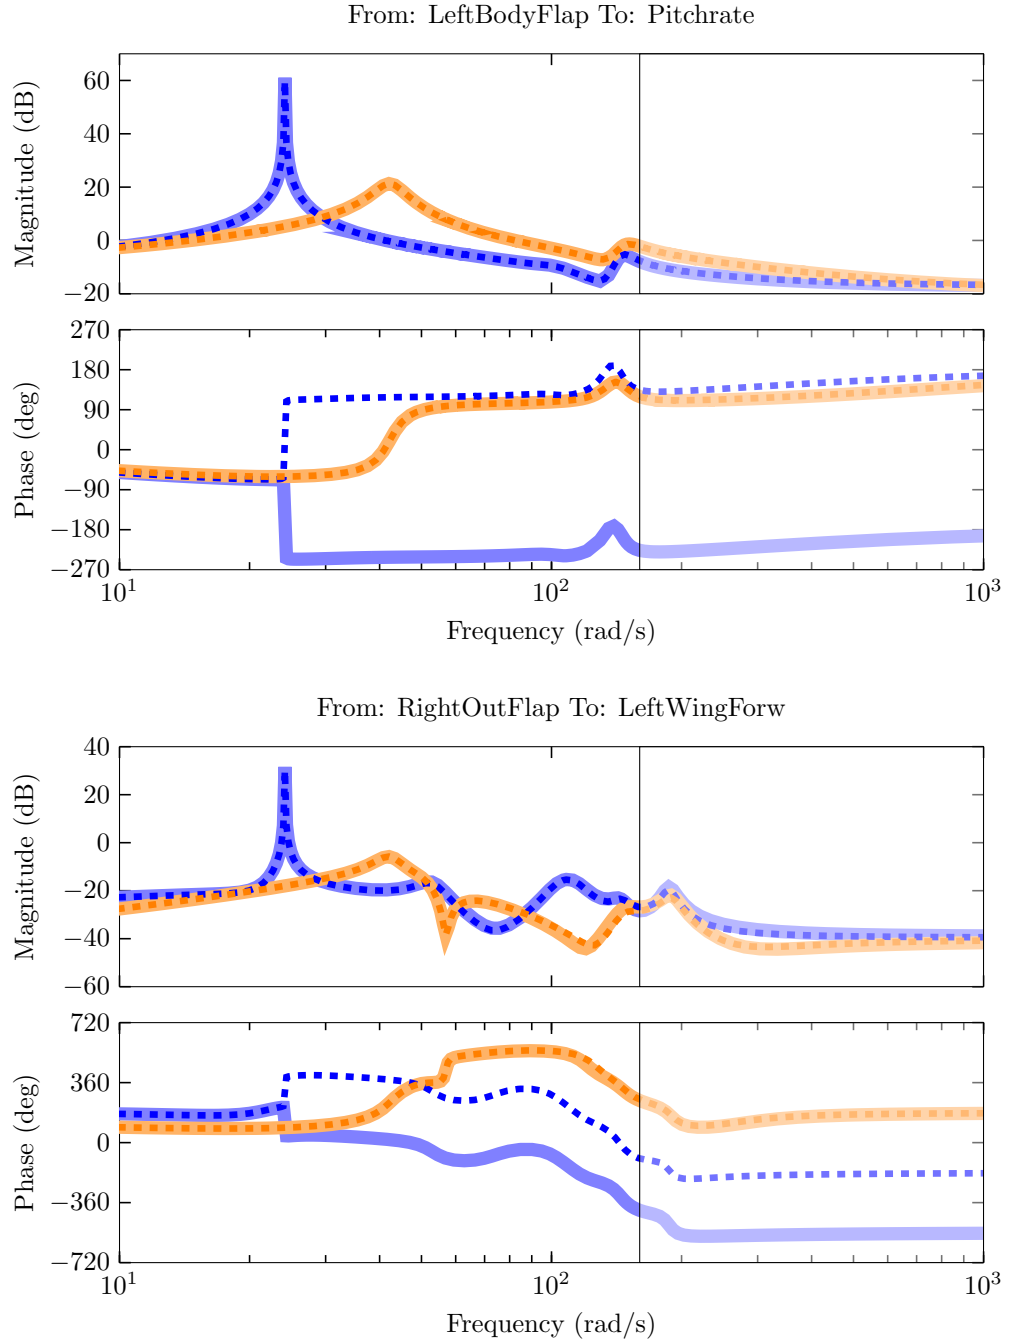 From: LeftBodyFlap To: Pitchrate
Magnitude (dB)
60
40
20
0
−20
Phase (deg)
270
180
90
0
−90
−180
−270
10^1 10^2 10^3
Frequency (rad/s)
From: RightOutFlap To: LeftWingForw
Magnitude (dB)
40
20
0
−20
−40
−60
Phase (deg)
720
360
0
−360
−720
10^1 10^2 10^3
Frequency (rad/s)